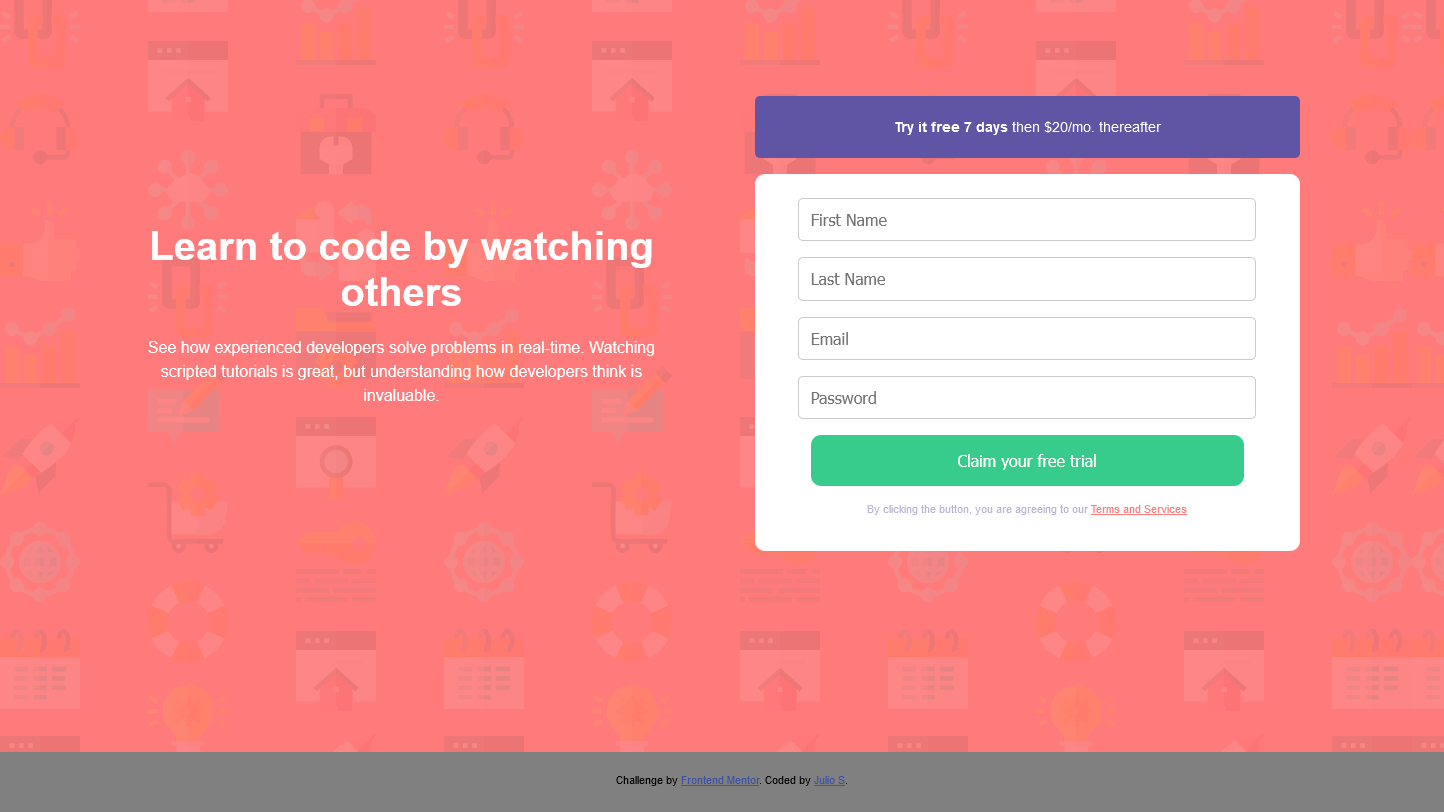 Learn to code by watching
others
See how experienced developers solve problems in real-time. Watching
scripted tutorials is great, but understanding how developers think is
invaluable.
Try it free 7 days then $20/mo. thereafter
First Name
Last Name
Email
Password
Claim your free trial
By clicking the button, you are agreeing to our Terms and Services
Challenge by Frontend Mentor. Coded by Julio S.